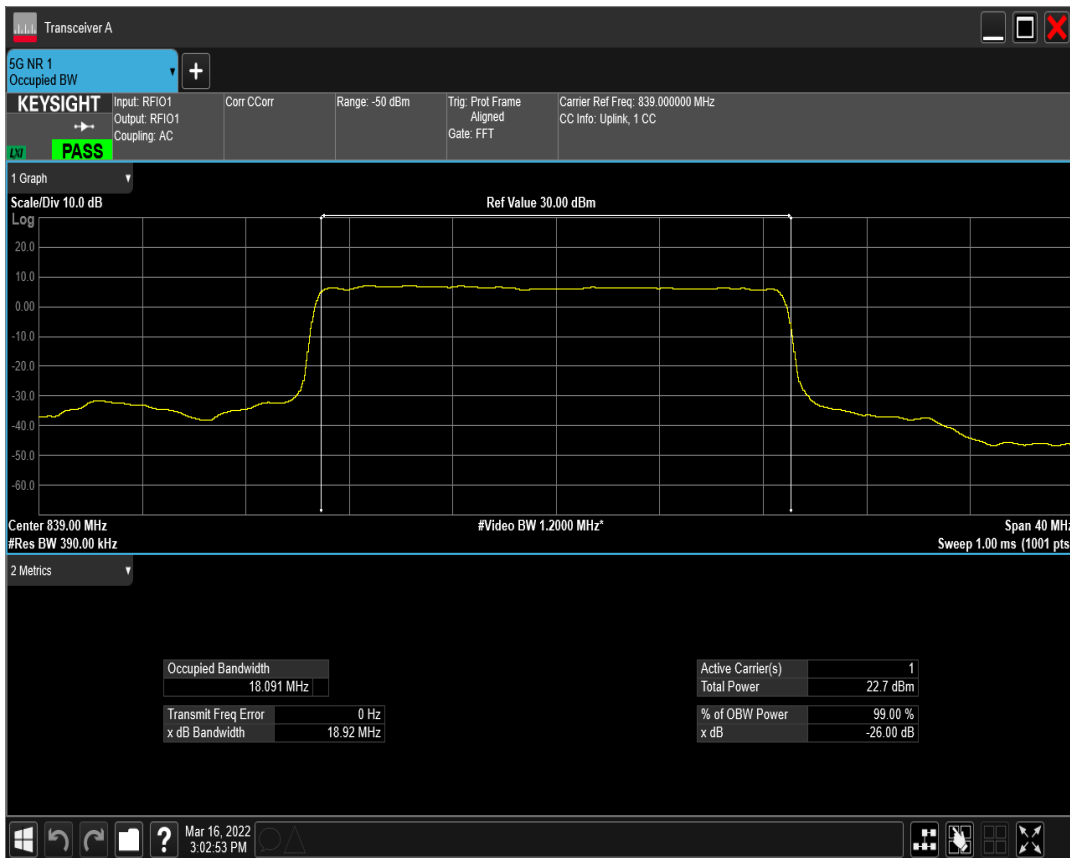 Transceiver A
5G NR 1
Occupied BW
+
KEYSIGHT
LXI
PASS
Input: RFIO1
Output: RFIO1
Coupling: AC
Corr CCorr
Range: -50 dBm
Trig: Prot Frame
Aligned
Gate: FFT
Carrier Ref Freq: 839.000000 MHz
CC Info: Uplink, 1 CC
1 Graph
Scale/Div 10.0 dB
Ref Value 30.00 dBm
Log
20.0
10.0
0.00
-10.0
-20.0
-30.0
-40.0
-50.0
-60.0
Center 839.00 MHz
#Video BW 1.2000 MHz*
Span 40 MHz
#Res BW 390.00 kHz
Sweep 1.00 ms (1001 pts
2 Metrics
Occupied Bandwidth
18.091 MHz
Transmit Freq Error 0 Hz
x dB Bandwidth 18.92 MHz
Active Carrier(s) 1
Total Power 22.7 dBm
% of OBW Power 99.00 %
x dB -26.00 dB
?
Mar 16, 2022
3:02:53 PM